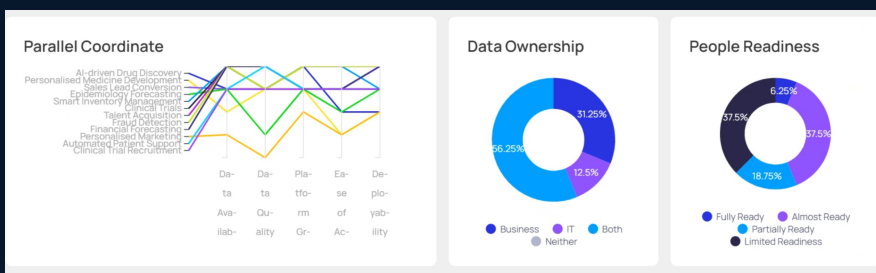 Parallel Coordinate
AI-driven Drug Discovery
Personalised Medicine Development
Sales Lead Conversion
Epidemiology Forecasting
Smart Inventory Management
Clinical Trials
Talent Acquisition
Fraud Detection
Financial Forecasting
Personalised Marketing
Automated Patient Support
Clinical Trial Recruitment
Da- Da- Pla- Ea- De-
ta ta tfo- se plo-
Ava- Qu- rm of yab-
ilab- ality Gr- Ac- ility
Data Ownership
31.25%
56.25%
12.5%
Business IT Both
Neither
People Readiness
6.25%
37.5%
37.5%
18.75%
Fully Ready Almost Ready
Partially Ready
Limited Readiness